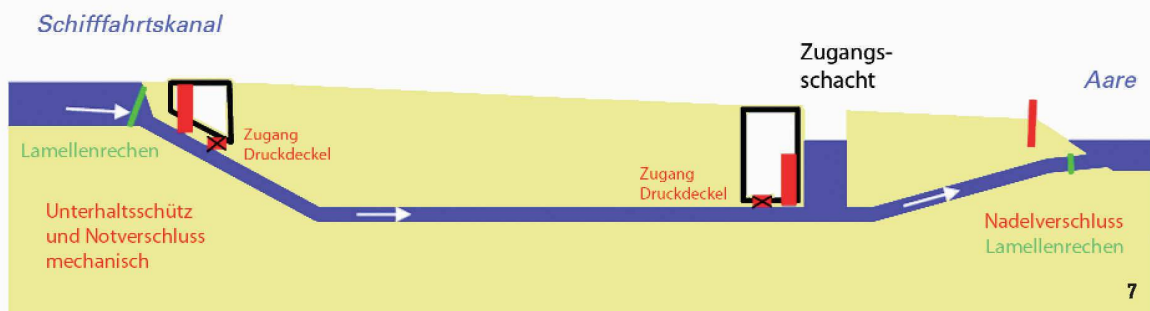 Schifffahrtskanal
Zugangs-
schacht
Aare
Lamellenrechen
Zugang
Druckdeckel
Zugang
Druckdeckel
Unterhaltsschütz
und Notverschluss
mechanisch
Nadelverschluss
Lamellenrechen
7